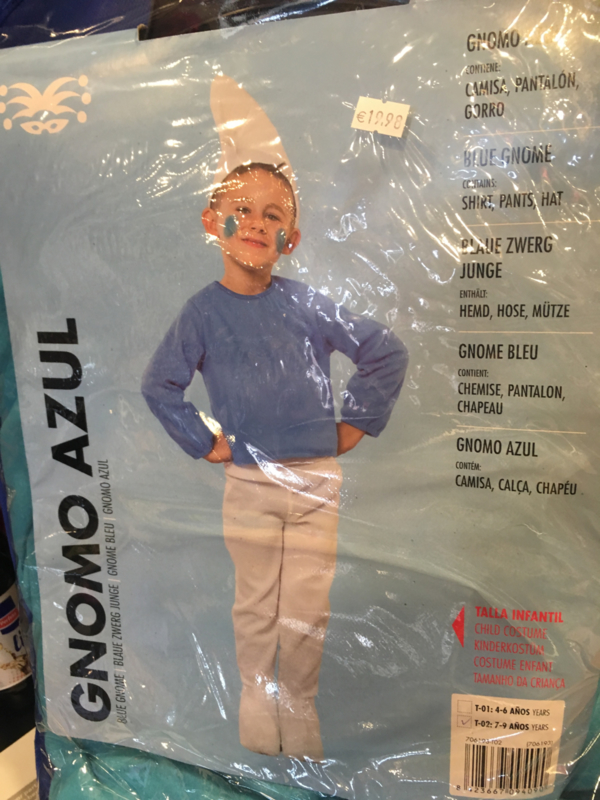 €19.90
GNOMO
CONTIENE:
CAMISA, PANTALÓN,
GORRO
BLUE GNOME
CONTAINS:
SHIRT, PANTS, HAT
BLAUE ZWERG
JUNGE
ENTHÄLT:
HEMD, HOSE, MÜTZE
GNOME BLEU
CONTIENT:
CHEMISE, PANTALON,
CHAPEAU
GNOMO AZUL
CONTÉM:
CAMISA, CALÇA, CHAPÉU
GNOMO AZUL
BLUE GNOME | BLAUE ZWERG JUNGE | GNOME BLEU | GNOMO AZUL
TALLA INFANTIL
CHILD COSTUME
KINDERKOSTÜM
COSTUME ENFANT
TAMANHO DA CRIANÇA
T-01: 4-6 AÑOS YEARS
T-02: 7-9 AÑOS YEARS